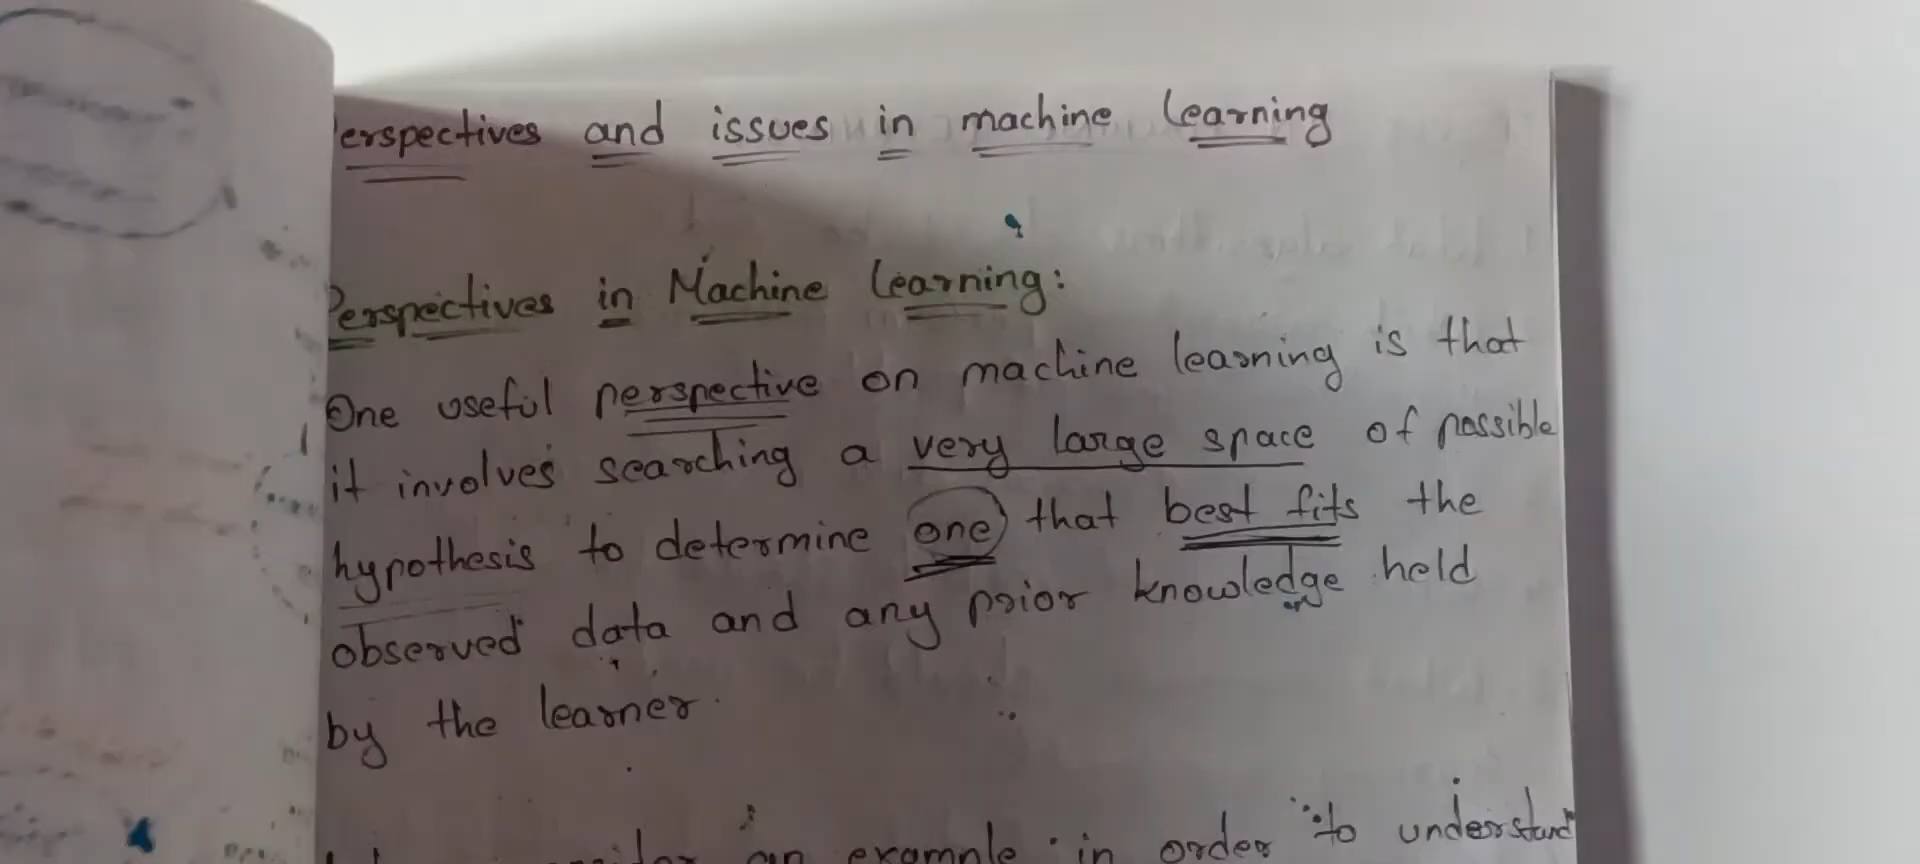 erspectives and issues in machine learning
Perspectives in Machine learning:
One useful perspective on machine learning is that
it involves searching a very large space of possible
hypothesis to determine one that best fits the
observed data and any prior knowledge held
by the learner.
an example in order to understand